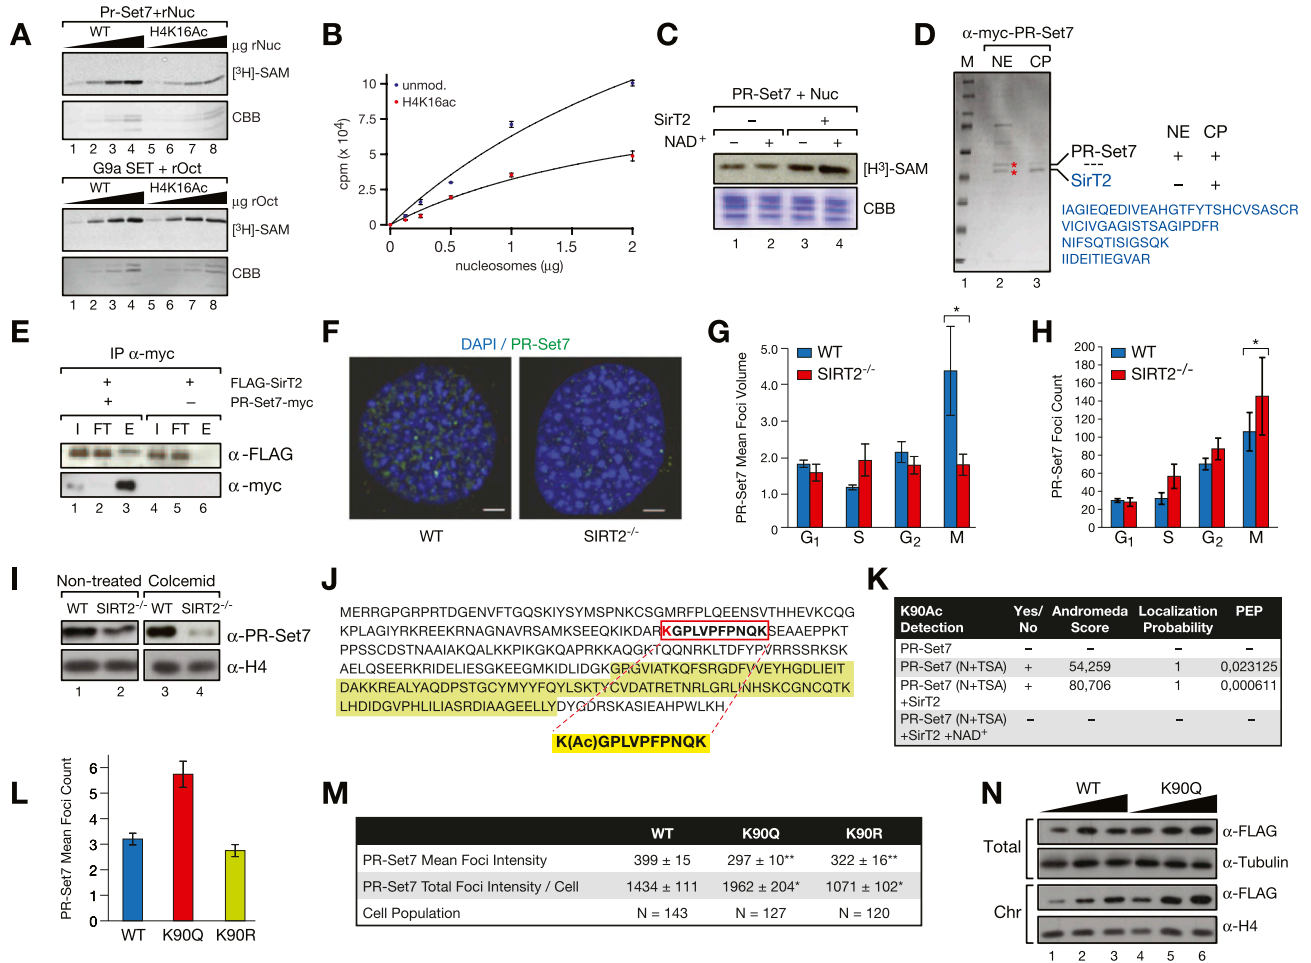 A
Pr-Set7+rNuc
WT H4K16Ac
µg rNuc
[³H]-SAM
CBB
1 2 3 4 5 6 7 8
G9a SET + rOct
WT H4K16Ac
µg rOct
[³H]-SAM
CBB
1 2 3 4 5 6 7 8
B
unmod.
H4K16ac
cpm (x 10⁴)
10
7.5
5
2.5
0
0 0.5 1 1.5 2
nucleosomes (µg)
C
PR-Set7 + Nuc
SirT2 – +
NAD⁺ – + – +
[H³]-SAM
CBB
1 2 3 4
D
α-myc-PR-Set7
M NE CP
PR-Set7
---
SirT2
*
*
1 2 3
NE CP
+ +
– +
IAGIEQEDIVEAHGTFYTSHCVSASCR
VICIVGAGISTSAGIPDFR
NIFSQTISIGSQK
IIDEITIEGVAR
E
IP α-myc
+ + FLAG-SirT2
+ – PR-Set7-myc
I FT E I FT E
α-FLAG
α-myc
1 2 3 4 5 6
F
DAPI / PR-Set7
WT SIRT2⁻/⁻
G
PR-Set7 Mean Foci Volume
WT
SIRT2⁻/⁻
*
5.0
4.0
3.0
2.0
1.0
0
G₁ S G₂ M
H
PR-Set7 Foci Count
WT
SIRT2⁻/⁻
*
200
180
160
140
120
100
80
60
40
20
0
G₁ S G₂ M
I
Non-treated Colcemid
WT SIRT2⁻/⁻ WT SIRT2⁻/⁻
α-PR-Set7
α-H4
1 2 3 4
J
MERRGPGRPRTDGENVFTGQSKIYSYMSPNKCSGMRFPLQEENSVTHHEVKCQG
KPLAGIYRKREEKRNAGNAVRSAMKSEEQKIKDARKGPLVPFPNQKSEAAEPPKT
PPSSCDSTNAAIAKQALKKPIKGKQAPRKKAQGKTQQNRKLTDFYPVRRSSRKSK
AELQSEERKRIDELIESGKEEGMKIDLIDGKGRGVIATKQFSRGDFVVEYHGDLIEIT
DAKKREALYAQDPSTGCYMYYFQYLSKTYCVDATRETNRLGRLINHSKCGNCQTK
LHDIDGVPHLILIASRDIAAGEELLYDYGDRSKASIEAHPWLKH
K(Ac)GPLVPFPNQK
K
K90Ac Detection Yes/No Andromeda Score Localization Probability PEP
PR-Set7 – – – –
PR-Set7 (N+TSA) + 54,259 1 0,023125
PR-Set7 (N+TSA) +SirT2 + 80,706 1 0,000611
PR-Set7 (N+TSA) +SirT2 +NAD⁺ – – – –
L
PR-Set7 Mean Foci Count
6
5
4
3
2
1
0
WT K90Q K90R
M
WT K90Q K90R
PR-Set7 Mean Foci Intensity 399 ± 15 297 ± 10** 322 ± 16**
PR-Set7 Total Foci Intensity / Cell 1434 ± 111 1962 ± 204* 1071 ± 102*
Cell Population N = 143 N = 127 N = 120
N
WT K90Q
Total
α-FLAG
α-Tubulin
Chr
α-FLAG
α-H4
1 2 3 4 5 6